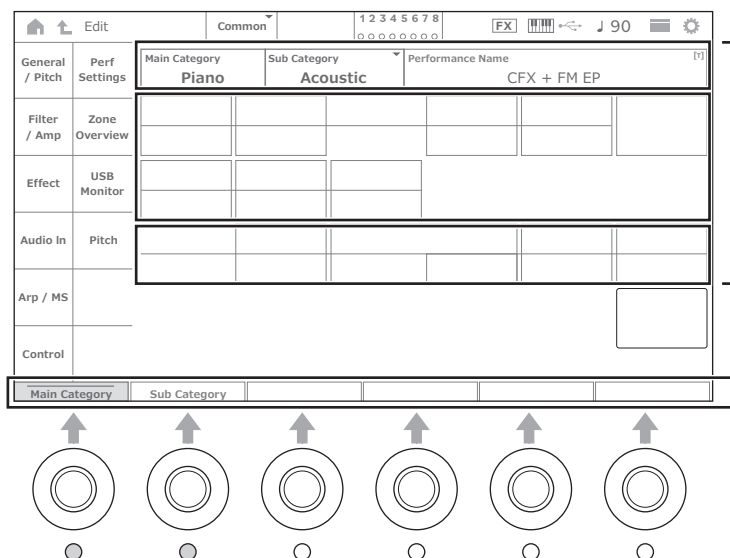 Edit
Common
1 2 3 4 5 6 7 8
FX
♩ 90
General / Pitch
Perf Settings
Main Category
Piano
Sub Category
Acoustic
Performance Name
[T]
CFX + FM EP
Filter / Amp
Zone Overview
Effect
USB Monitor
Audio In
Pitch
Arp / MS
Control
Main Category
Sub Category